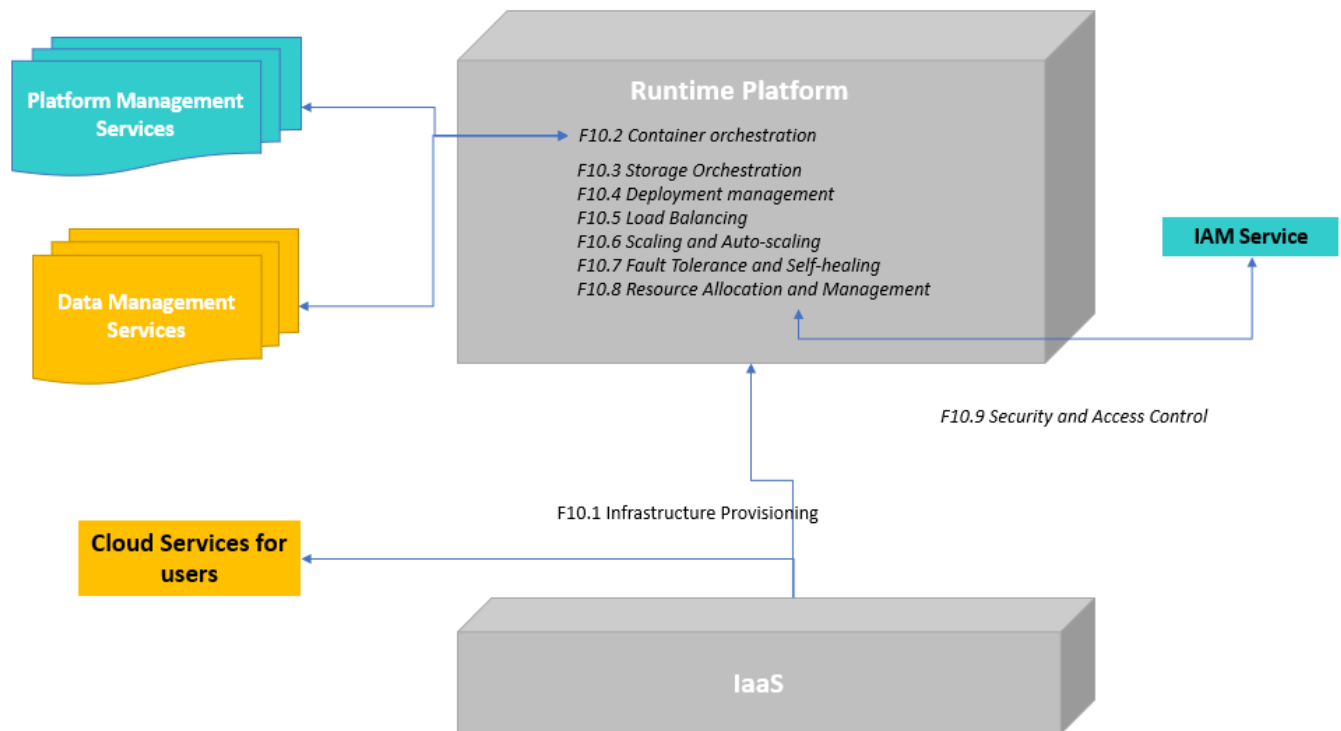 Platform Management
Services
Runtime Platform
F10.2 Container orchestration
F10.3 Storage Orchestration
F10.4 Deployment management
F10.5 Load Balancing
F10.6 Scaling and Auto-scaling
F10.7 Fault Tolerance and Self-healing
F10.8 Resource Allocation and Management
IAM Service
Data Management
Services
F10.9 Security and Access Control
F10.1 Infrastructure Provisioning
Cloud Services for
users
IaaS